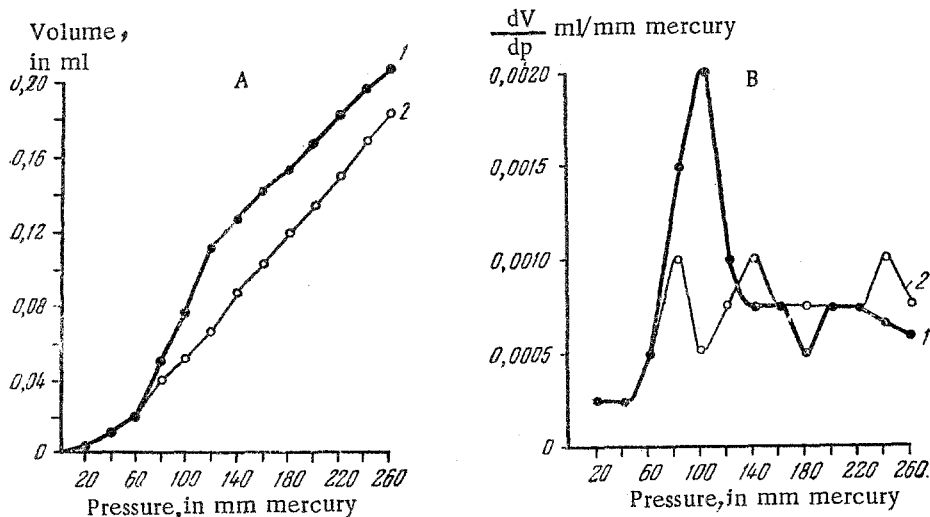 Volume,
in ml
0,20
0,16
0,12
0,08
0,04
0
A
1
2
20 60 100 140 180 220 260
Pressure, in mm mercury
dV
dp
ml/mm mercury
0,0020
0,0015
0,0010
0,0005
0
B
2
1
20 60 100 140 180 220 260.
Pressure, in mm mercury